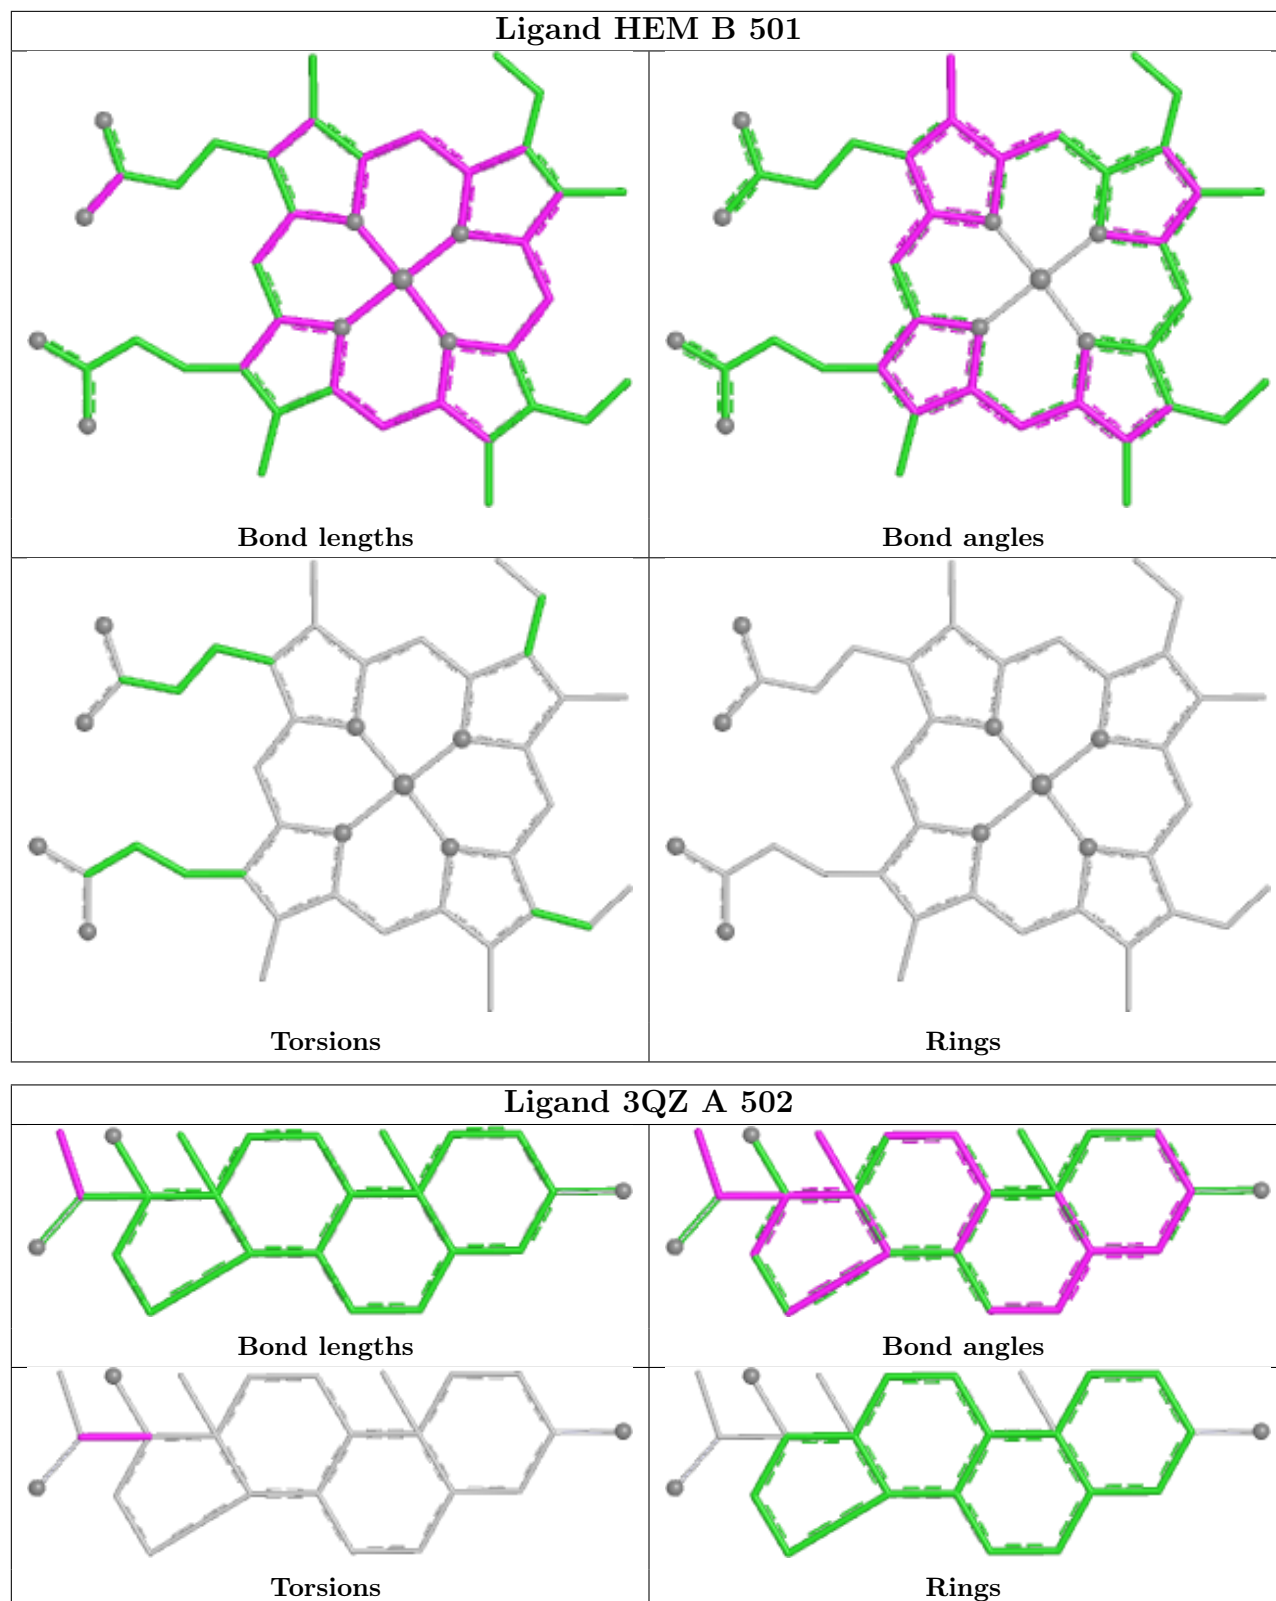 Ligand HEM B 501
Bond lengths
Bond angles
Torsions
Rings
Ligand 3QZ A 502
Bond lengths
Bond angles
Torsions
Rings